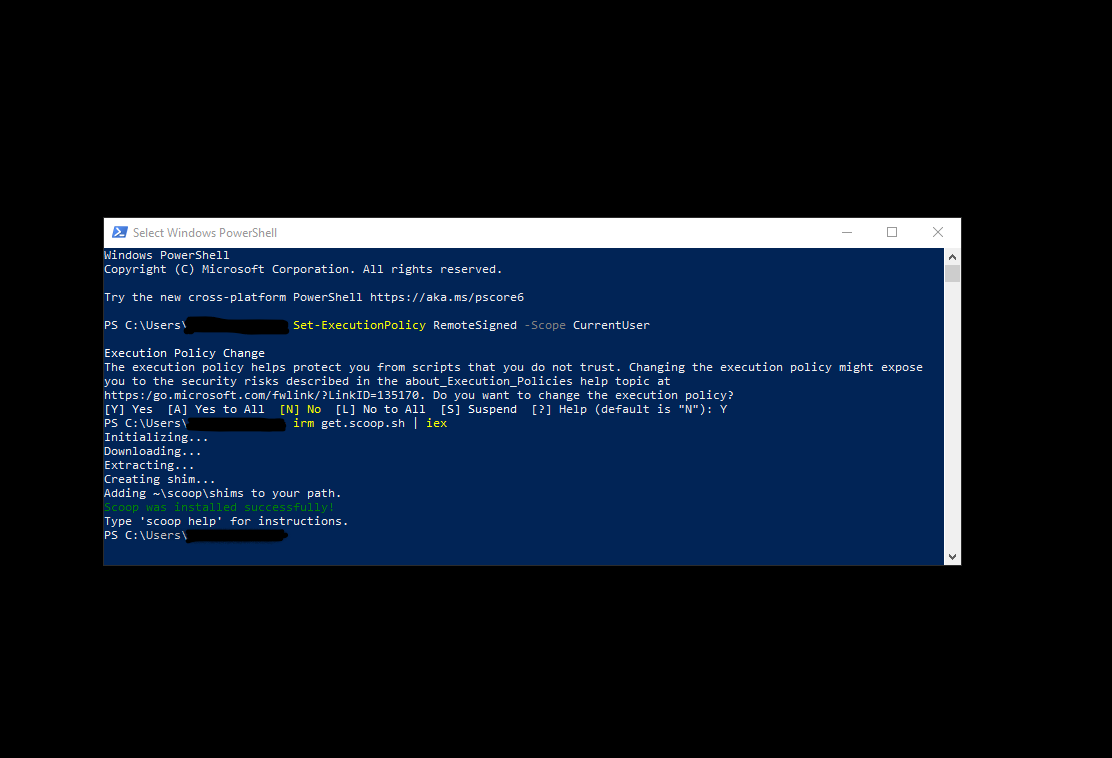 Select Windows PowerShell
Windows PowerShell
Copyright (C) Microsoft Corporation. All rights reserved.
Try the new cross-platform PowerShell https://aka.ms/pscore6
PS C:\Users\ Set-ExecutionPolicy RemoteSigned -Scope CurrentUser
Execution Policy Change
The execution policy helps protect you from scripts that you do not trust. Changing the execution policy might expose
you to the security risks described in the about_Execution_Policies help topic at
https:/go.microsoft.com/fwlink/?LinkID=135170. Do you want to change the execution policy?
[Y] Yes  [A] Yes to All  [N] No  [L] No to All  [S] Suspend  [?] Help (default is "N"): Y
PS C:\Users\ irm get.scoop.sh | iex
Initializing...
Downloading...
Extracting...
Creating shim...
Adding ~\scoop\shims to your path.
Scoop was installed successfully!
Type 'scoop help' for instructions.
PS C:\Users\